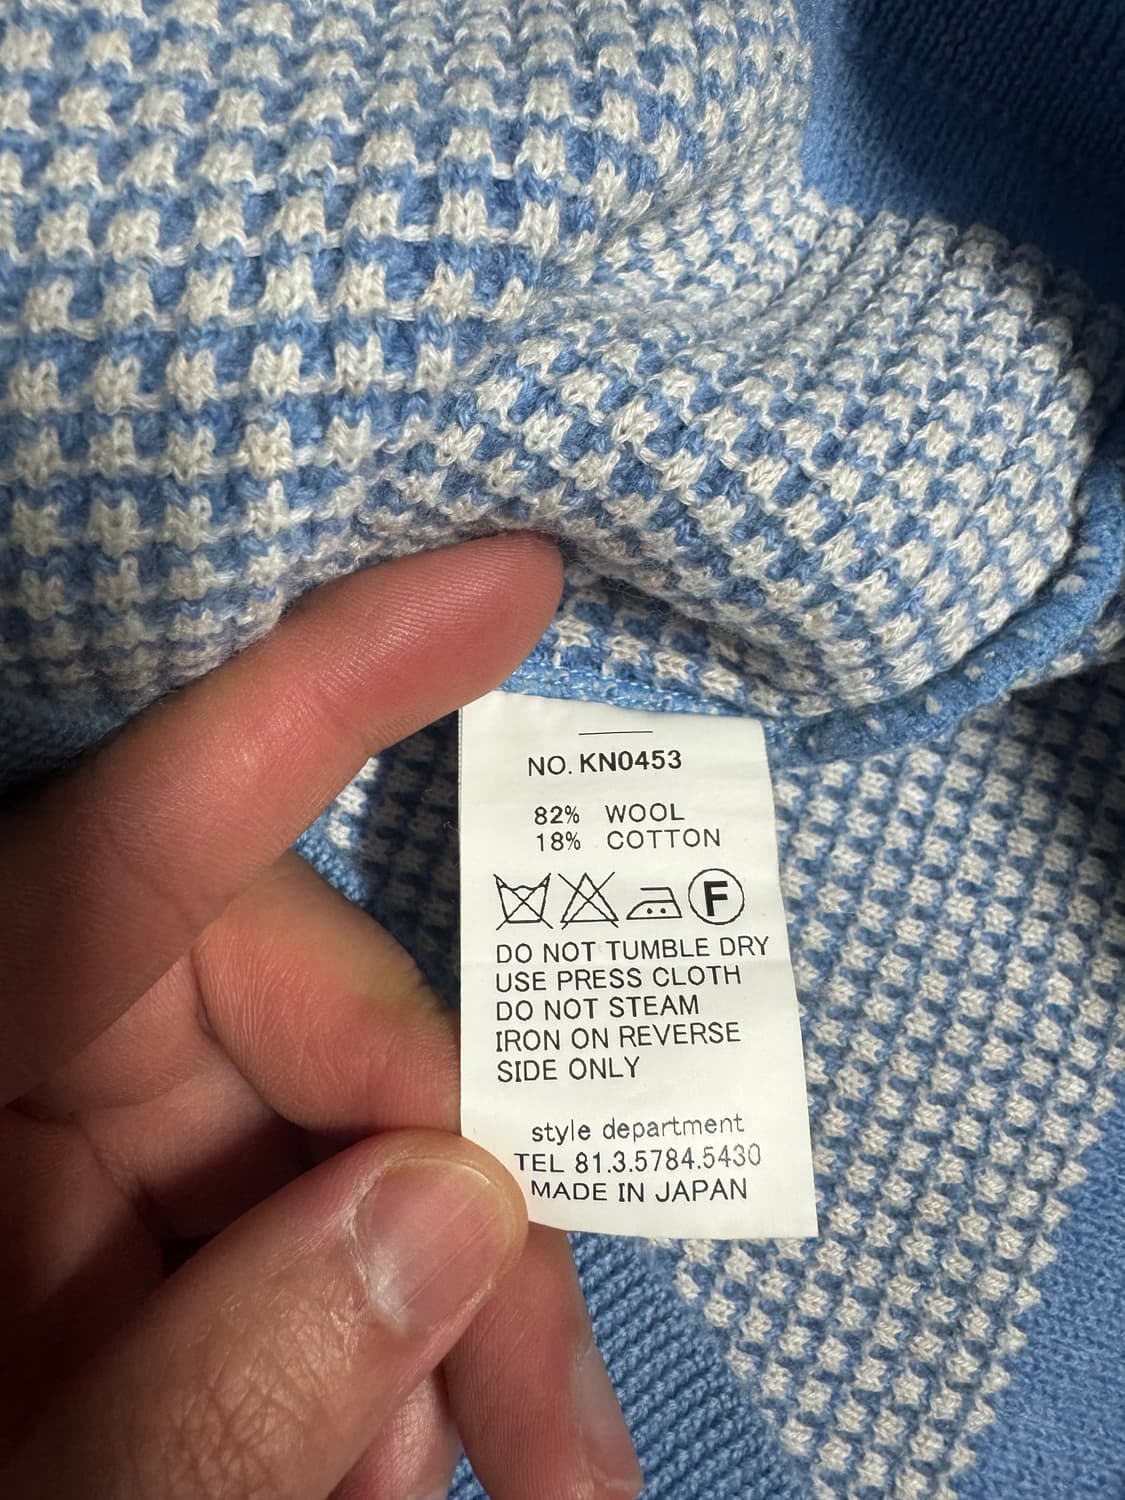 NO. KN0453
82% WOOL
18% COTTON
F
DO NOT TUMBLE DRY
USE PRESS CLOTH
DO NOT STEAM
IRON ON REVERSE
SIDE ONLY
style department
TEL 81.3.5784.5430
MADE IN JAPAN